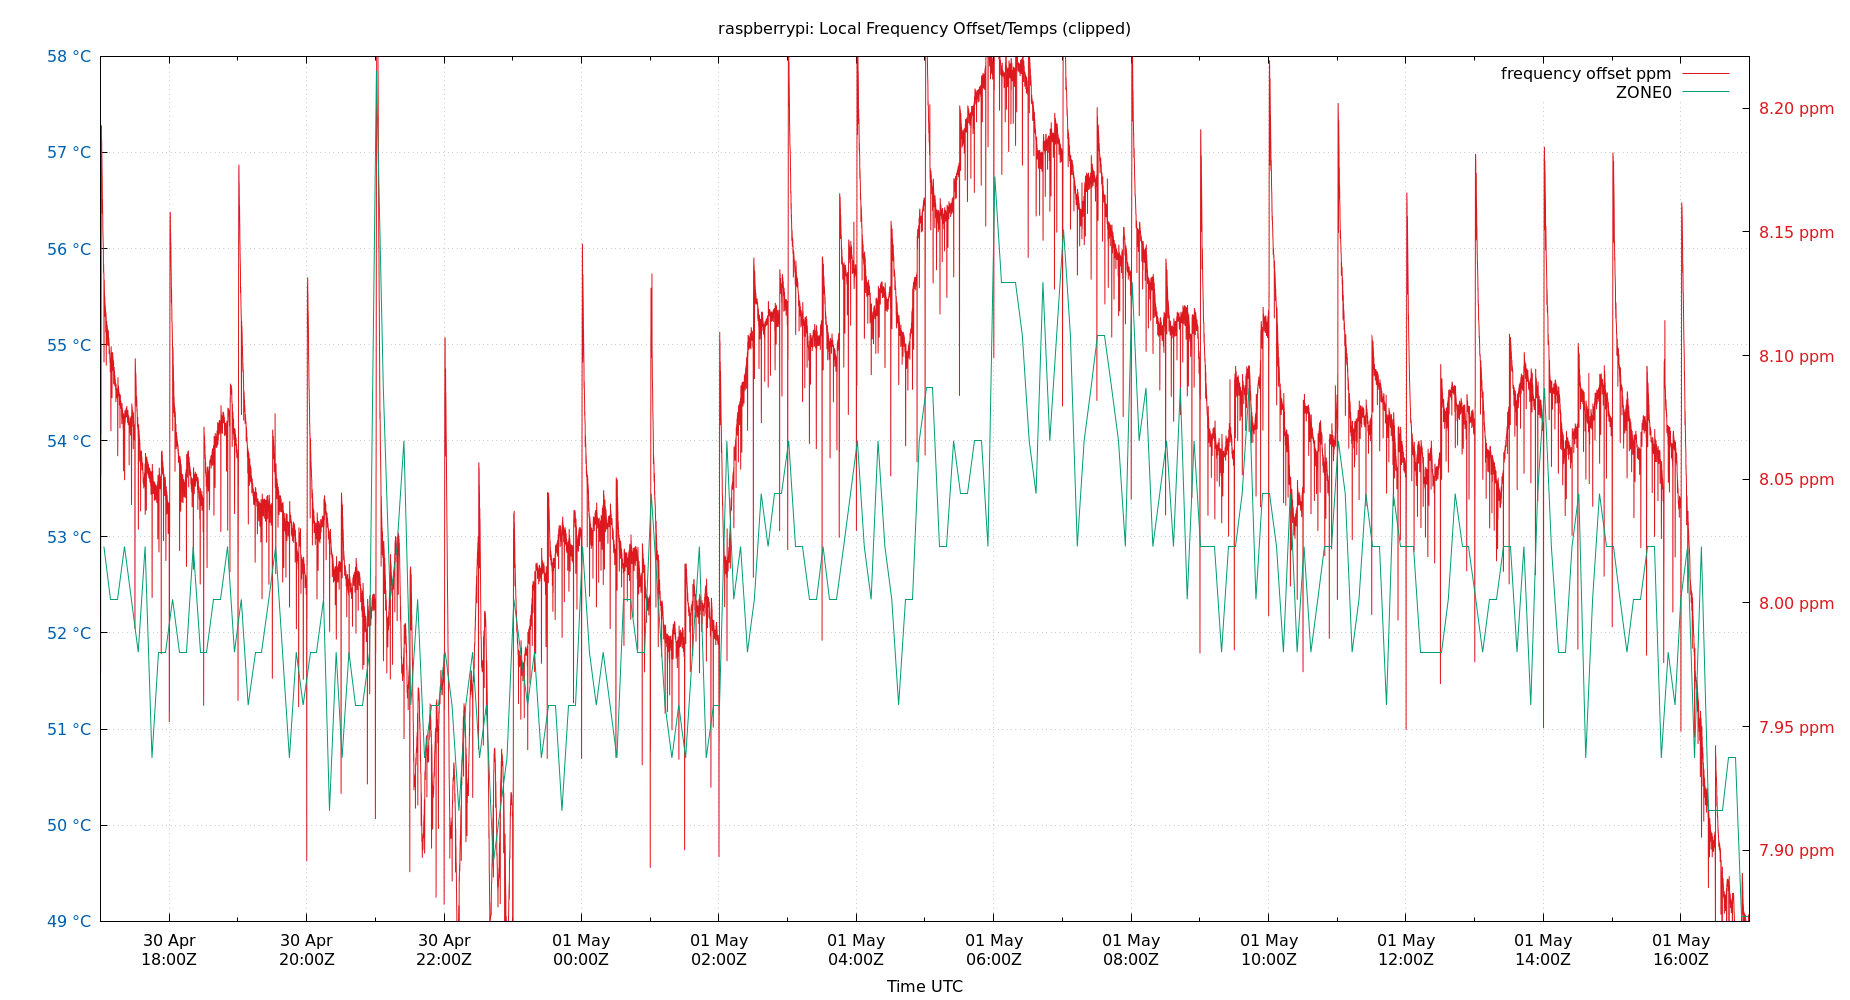 raspberrypi: Local Frequency Offset/Temps (clipped)
58 °C
57 °C
56 °C
55 °C
54 °C
53 °C
52 °C
51 °C
50 °C
49 °C
frequency offset ppm
ZONE0
8.20 ppm
8.15 ppm
8.10 ppm
8.05 ppm
8.00 ppm
7.95 ppm
7.90 ppm
30 Apr
18:00Z
30 Apr
20:00Z
30 Apr
22:00Z
01 May
00:00Z
01 May
02:00Z
01 May
04:00Z
01 May
06:00Z
01 May
08:00Z
01 May
10:00Z
01 May
12:00Z
01 May
14:00Z
01 May
16:00Z
Time UTC